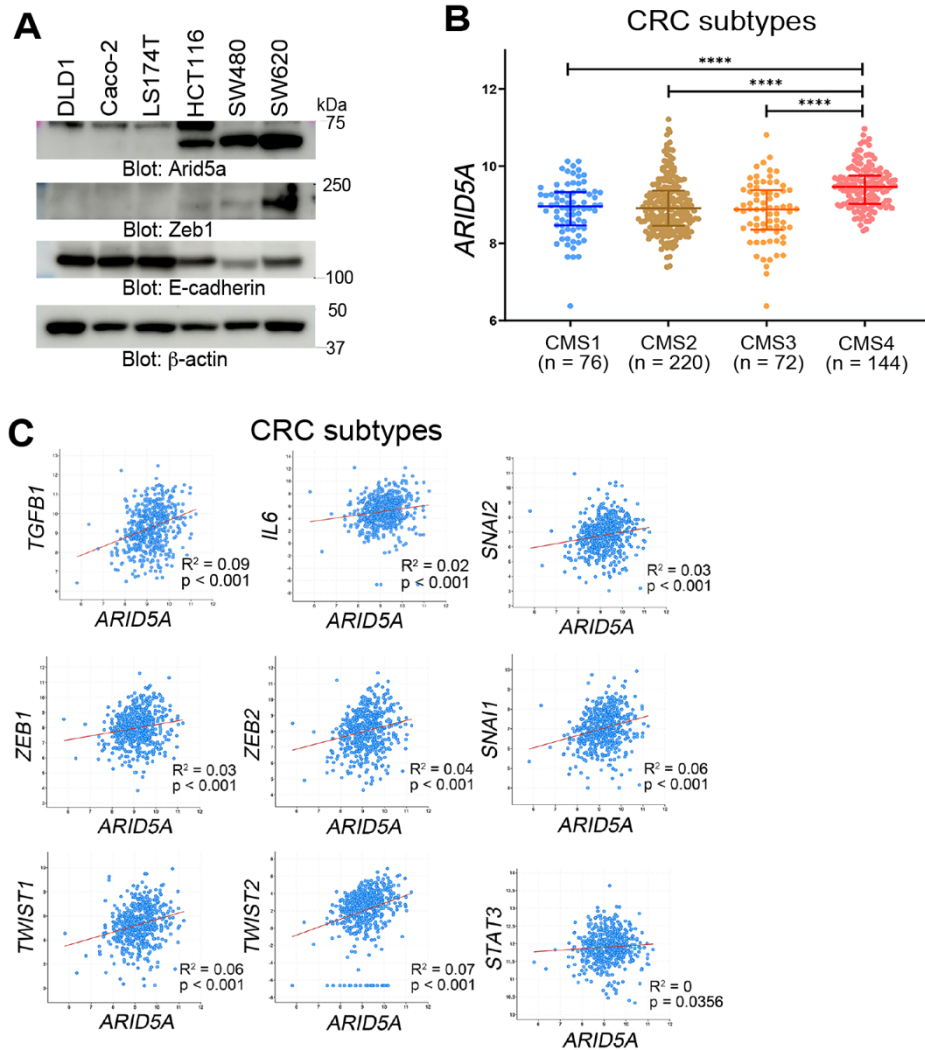 A
DLD1
Caco-2
LS174T
HCT116
SW480
SW620
kDa
75
Blot: Arid5a
250
Blot: Zeb1
100
Blot: E-cadherin
50
37
Blot: β-actin
B
CRC subtypes
****
****
****
ARID5A
12
10
8
6
CMS1
(n = 76)
CMS2
(n = 220)
CMS3
(n = 72)
CMS4
(n = 144)
C
CRC subtypes
TGFB1
R² = 0.09
p < 0.001
ARID5A
IL6
R² = 0.02
p < 0.001
ARID5A
SNAI2
R² = 0.03
p < 0.001
ARID5A
ZEB1
R² = 0.03
p < 0.001
ARID5A
ZEB2
R² = 0.04
p < 0.001
ARID5A
SNAI1
R² = 0.06
p < 0.001
ARID5A
TWIST1
R² = 0.06
p < 0.001
ARID5A
TWIST2
R² = 0.07
p < 0.001
ARID5A
STAT3
R² = 0
p = 0.0356
ARID5A